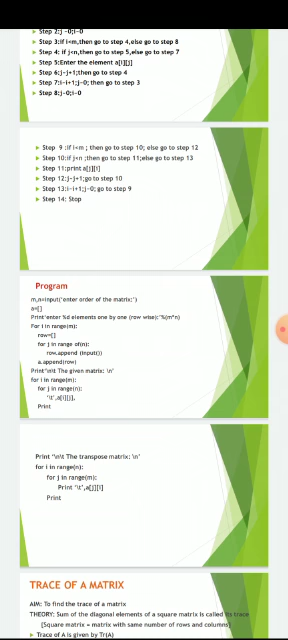 Step 2:j -0;i-0
Step 3:if i<m,then go to step 4,else go to step 8
Step 4: if j<n,then go to step 5,else go to step 7
Step 5:Enter the element a[i][j]
Step 6:j-j+1;then go to step 4
Step 7:i-i+1;j-0; then go to step 3
Step 8:j-0;i-0
Step 9 :if i<m ; then go to step 10; else go to step 12
Step 10:if j<n ;then go to step 11;else go to step 13
Step 11:print a[j][i]
Step 12:j-j+1;go to step 10
Step 13:i-i+1;j-0; go to step 9
Step 14: Stop
Program
m,n=input('enter order of the matrix:')
a=[]
Print'enter %d elements one by one (row wise):'%(m*n)
For i in range(m):
row=[]
for j in range of(n):
row.append (input())
a.append(row)
Print'\n\t The given matrix: \n'
for i in range(m):
for j in range(n):
'\t',a[i][j],
Print
Print '\n\t The transpose matrix: \n'
for i in range(n):
for j in range(m):
Print '\t',a[j][i]
Print
TRACE OF A MATRIX
AIM: To find the trace of a matrix
THEORY: Sum of the diagonal elements of a square matrix is called its trace
[Square matrix - matrix with same number of rows and columns]
Trace of A is given by Tr(A)